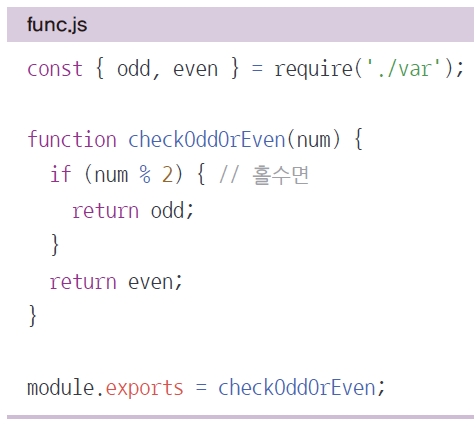 func.js
const { odd, even } = require('./var');
function checkOddOrEven(num) {
if (num % 2) { // 홀수면
return odd;
}
return even;
}
module.exports = checkOddOrEven;